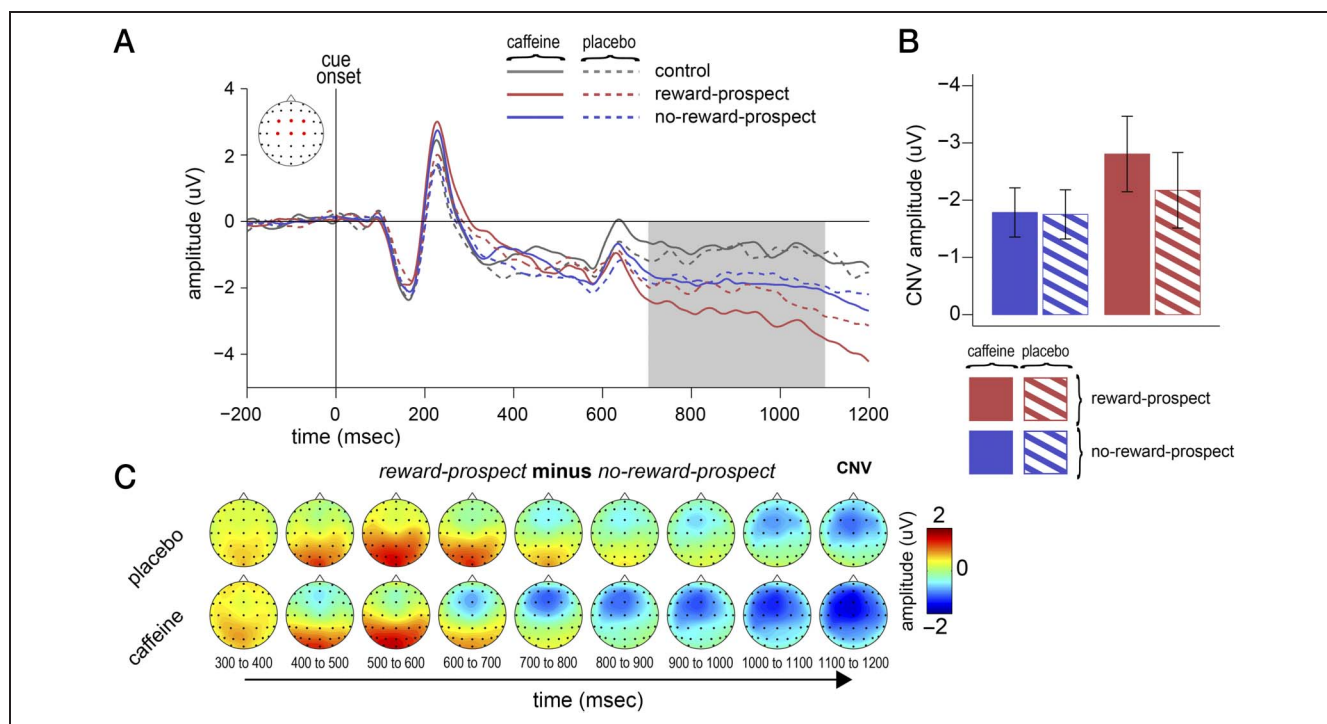 A
cue
onset
caffeine placebo
control
reward-prospect
no-reward-prospect
4
2
0
−2
−4
amplitude (uV)
−200 0 200 400 600 800 1000 1200
time (msec)
B
−4
−3
−2
−1
0
CNV amplitude (uV)
caffeine placebo
reward-prospect
no-reward-prospect
C
reward-prospect minus no-reward-prospect
CNV
placebo
caffeine
300 to 400 400 to 500 500 to 600 600 to 700 700 to 800 800 to 900 900 to 1000 1000 to 1100 1100 to 1200
time (msec)
2
0
−2
amplitude (uV)